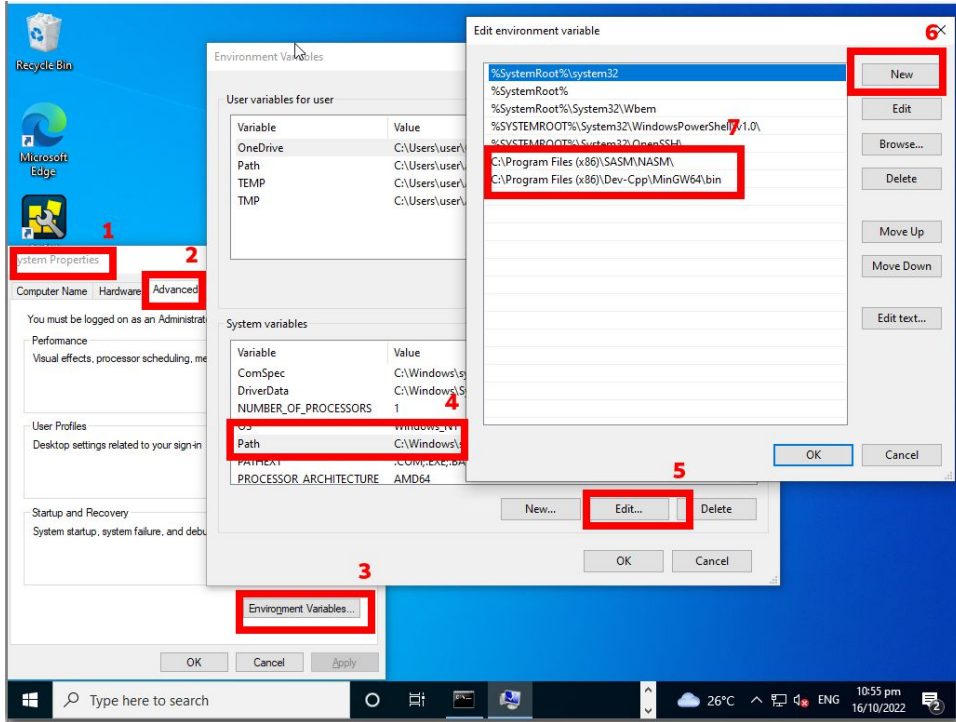 Recycle Bin
Microsoft
Edge
1
System Properties
2
Computer Name Hardware Advanced
You must be logged on as an Administrat
Performance
Visual effects, processor scheduling, me
User Profiles
Desktop settings related to your sign-in
Startup and Recovery
System startup, system failure, and debu
3
Environment Variables...
OK Cancel Apply
Environment Variables
User variables for user
Variable Value
OneDrive C:\Users\user\
Path C:\Users\user\
TEMP C:\Users\user\
TMP C:\Users\user\
System variables
Variable Value
ComSpec C:\Windows\sy
DriverData C:\Windows\S
NUMBER_OF_PROCESSORS 1
4
OS Windows_NT
Path C:\Windows\s
PATHEXT .COM;.EXE;.BA
PROCESSOR_ARCHITECTURE AMD64
5
New... Edit... Delete
OK Cancel
Edit environment variable
6
%SystemRoot%\system32
%SystemRoot%
%SystemRoot%\System32\Wbem
%SYSTEMROOT%\System32\WindowsPowerShell\v1.0\
7
%SYSTEMROOT%\System32\OpenSSH\
C:\Program Files (x86)\SASM\NASM\
C:\Program Files (x86)\Dev-Cpp\MinGW64\bin
New
Edit
Browse...
Delete
Move Up
Move Down
Edit text...
OK Cancel
Type here to search
26°C ENG
10:55 pm
16/10/2022
2